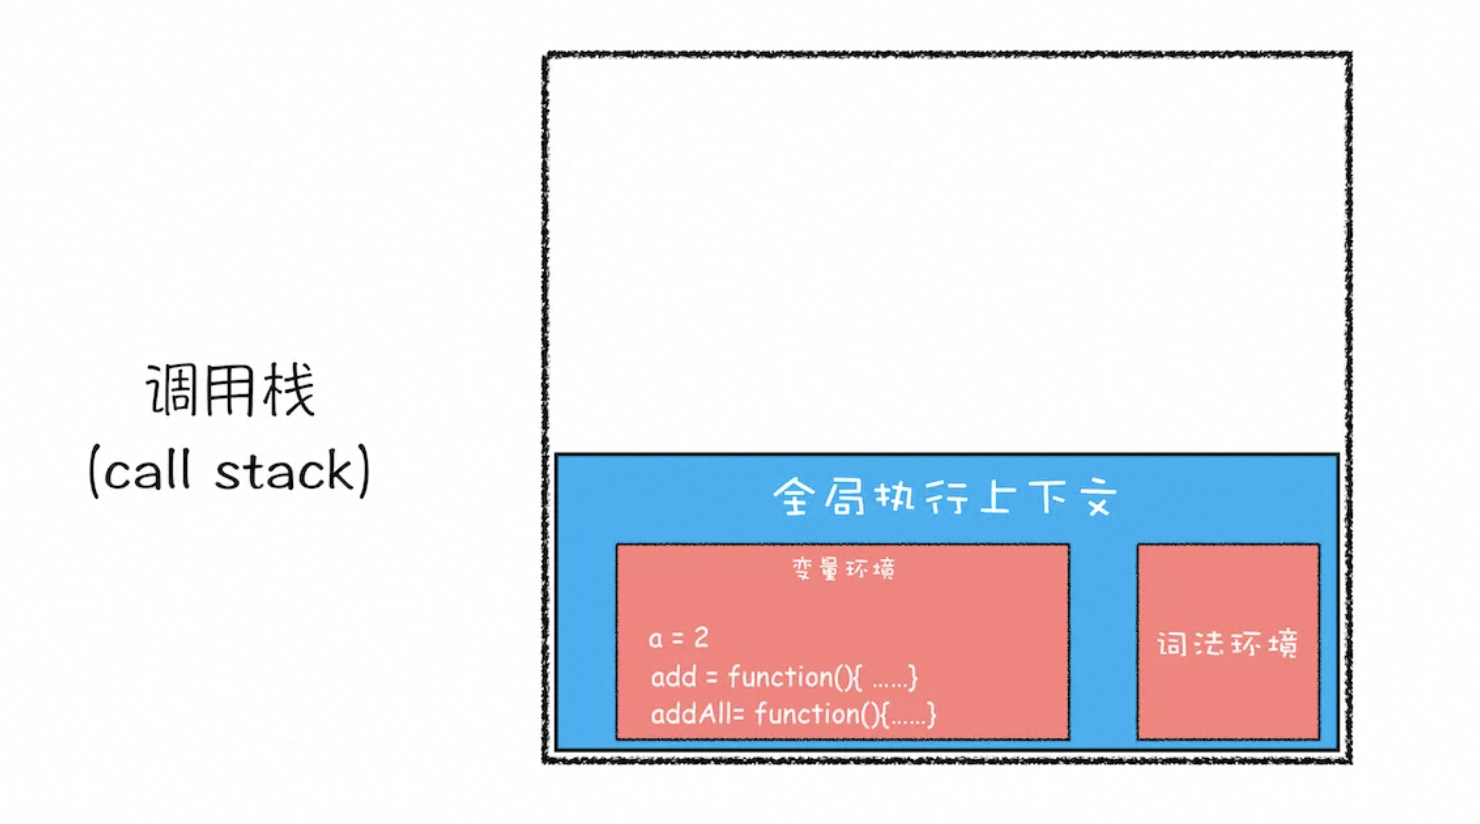 调用栈
(call stack)
全局执行上下文
变量环境
a = 2
add = function(){ ......}
addAll= function(){......}
词法环境